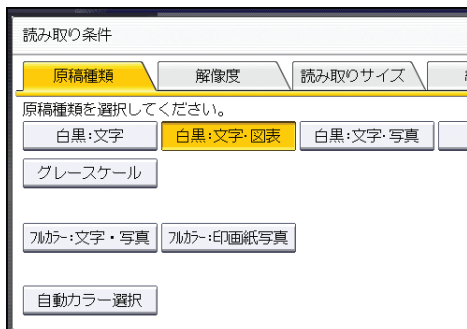 読み取り条件
原稿種類 解像度 読み取りサイズ
原稿種類を選択してください。
白黒:文字 白黒:文字・図表 白黒:文字・写真
グレースケール
ﾌﾙｶﾗｰ:文字・写真 ﾌﾙｶﾗｰ:印画紙写真
自動カラー選択